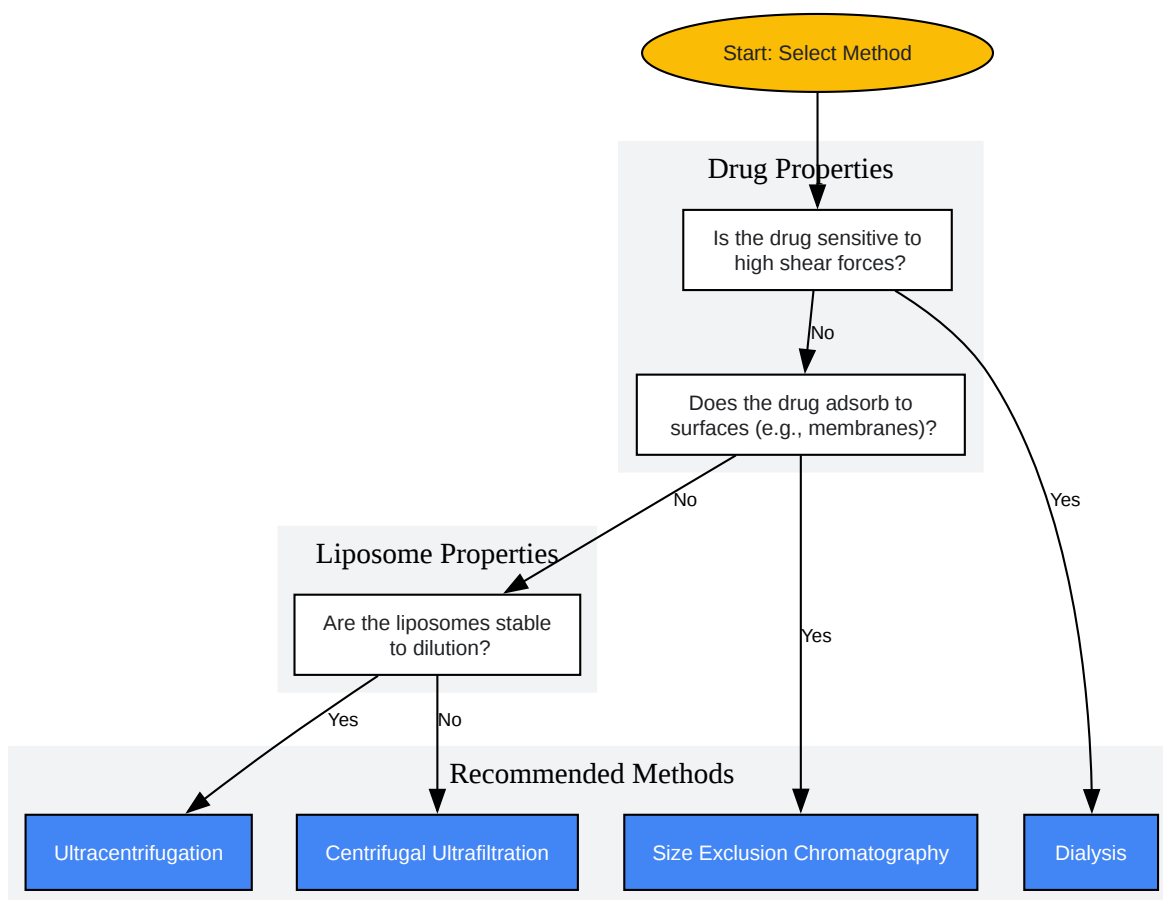 Start: Select Method
Drug Properties
Is the drug sensitive to
high shear forces?
No
Does the drug adsorb to
surfaces (e.g., membranes)?
No
Yes
Liposome Properties
Are the liposomes stable
to dilution?
Yes
Yes
No
Recommended Methods
Ultracentrifugation
Centrifugal Ultrafiltration
Size Exclusion Chromatography
Dialysis